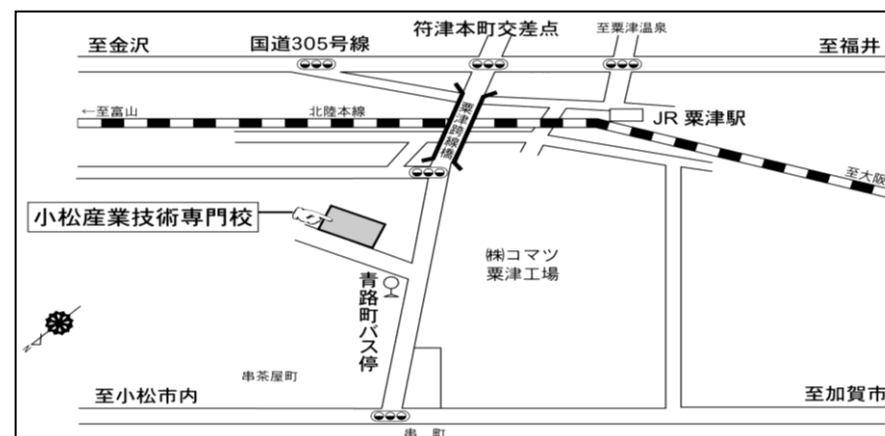 符津本町交差点
至粟津温泉
至金沢
国道305号線
至福井
←至富山
北陸本線
粟津跨線橋
JR 粟津駅
至大阪
小松産業技術専門校
㈱コマツ
粟津工場
青路町バス停
N
串茶屋町
至小松市内
至加賀市
串 町